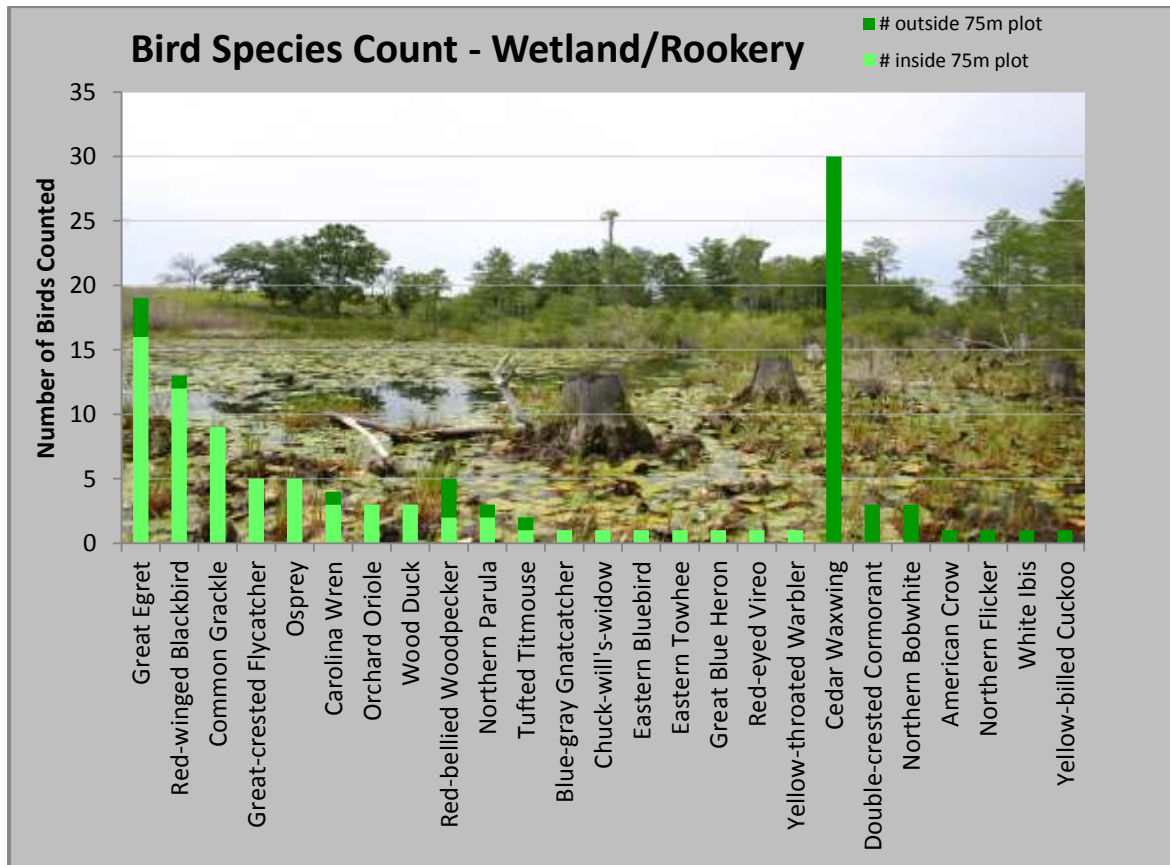 Bird Species Count - Wetland/Rookery
# outside 75m plot
# inside 75m plot
Number of Birds Counted
35
30
25
20
15
10
5
0
Great Egret
Red-winged Blackbird
Common Grackle
Great-crested Flycatcher
Osprey
Carolina Wren
Orchard Oriole
Wood Duck
Red-bellied Woodpecker
Northern Parula
Tufted Titmouse
Blue-gray Gnatcatcher
Chuck-will's-widow
Eastern Bluebird
Eastern Towhee
Great Blue Heron
Red-eyed Vireo
Yellow-throated Warbler
Cedar Waxwing
Double-crested Cormorant
Northern Bobwhite
American Crow
Northern Flicker
White Ibis
Yellow-billed Cuckoo